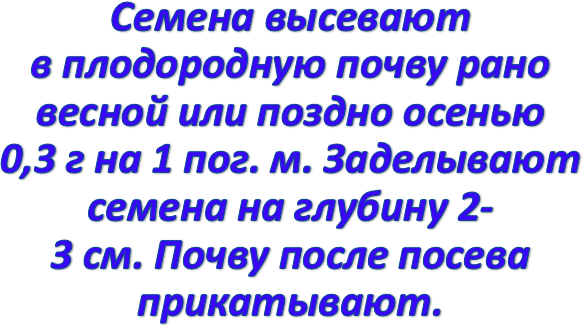 Семена высевают
в плодородную почву рано
весной или поздно осенью
0,3 г на 1 пог. м. Заделывают
семена на глубину 2-
3 см. Почву после посева
прикатывают.